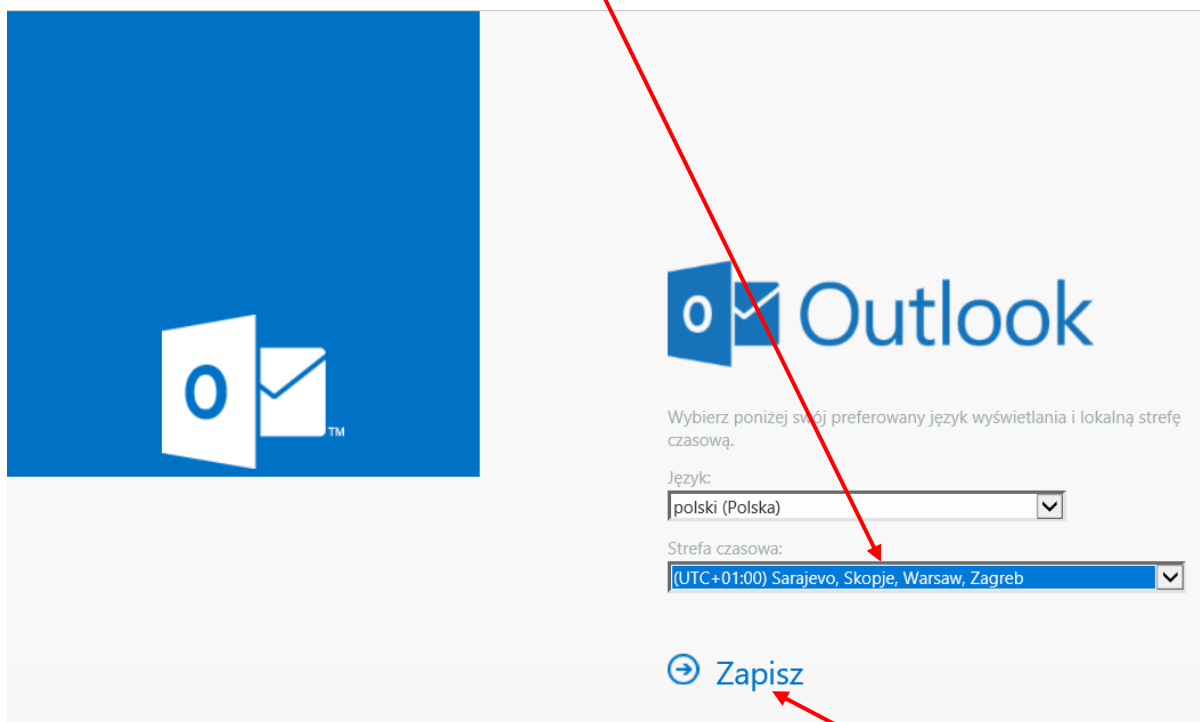 O
TM
O
Outlook
Wybierz poniżej swój preferowany język wyświetlania i lokalną strefę
czasową.
Język:
polski (Polska)
Strefa czasowa:
(UTC+01:00) Sarajevo, Skopje, Warsaw, Zagreb
Zapisz